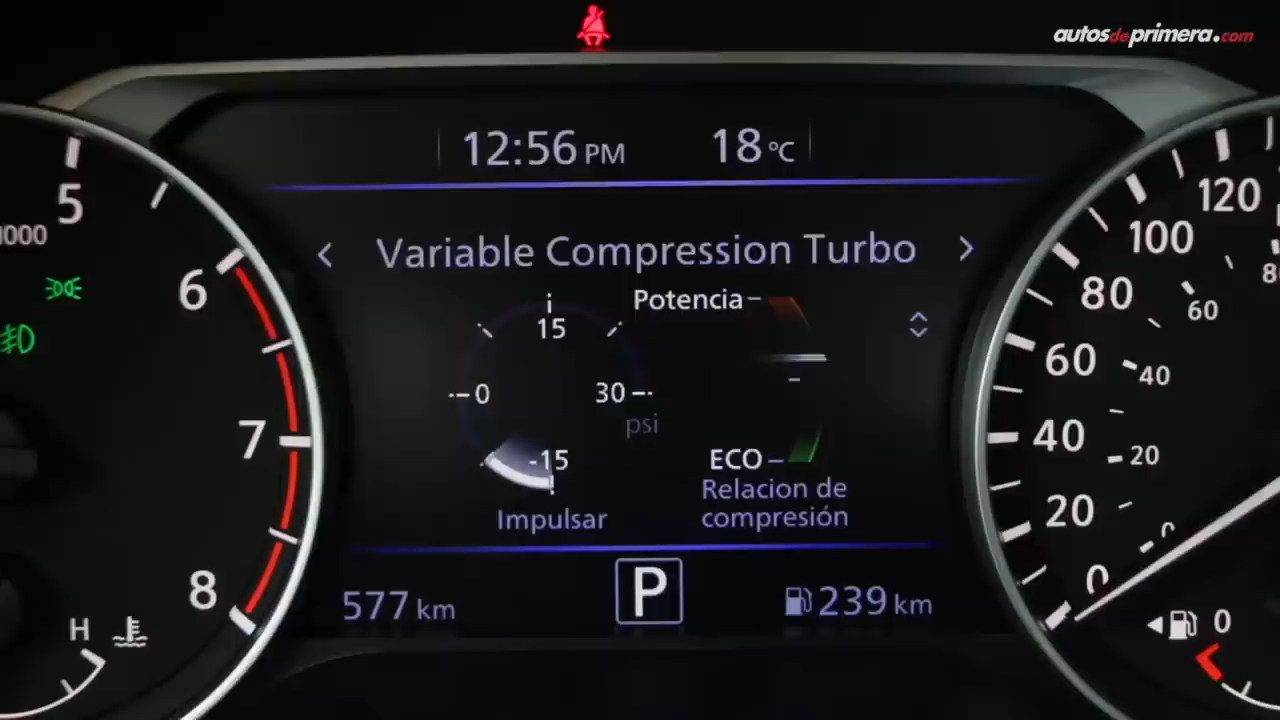 autosdeprimera.com
12:56 PM 18 °C
5
1000
6
7
8
H
< Variable Compression Turbo >
Potencia
15
0
30
psi
-15
ECO
Impulsar
Relacion de
compresión
577 km
P
239 km
120
100
80
60
40
20
0
80
60
40
20
0
0